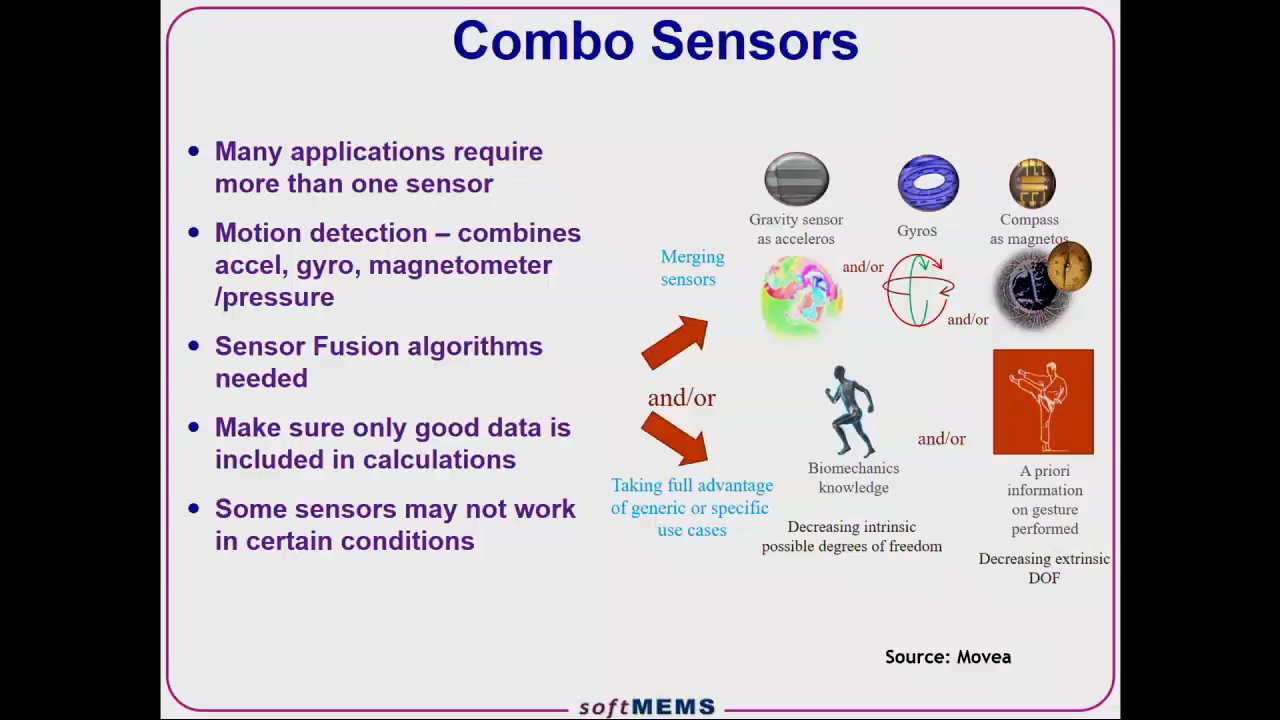 Combo Sensors
• Many applications require
more than one sensor
• Motion detection – combines
accel, gyro, magnetometer
/pressure
• Sensor Fusion algorithms
needed
• Make sure only good data is
included in calculations
• Some sensors may not work
in certain conditions
Gravity sensor
as acceleros
Gyros
Compass
as magnetos
Merging
sensors
and/or
and/or
and/or
Biomechanics
knowledge
and/or
A priori
information
on gesture
performed
Taking full advantage
of generic or specific
use cases
Decreasing intrinsic
possible degrees of freedom
Decreasing extrinsic
DOF
Source: Movea
softMEMS